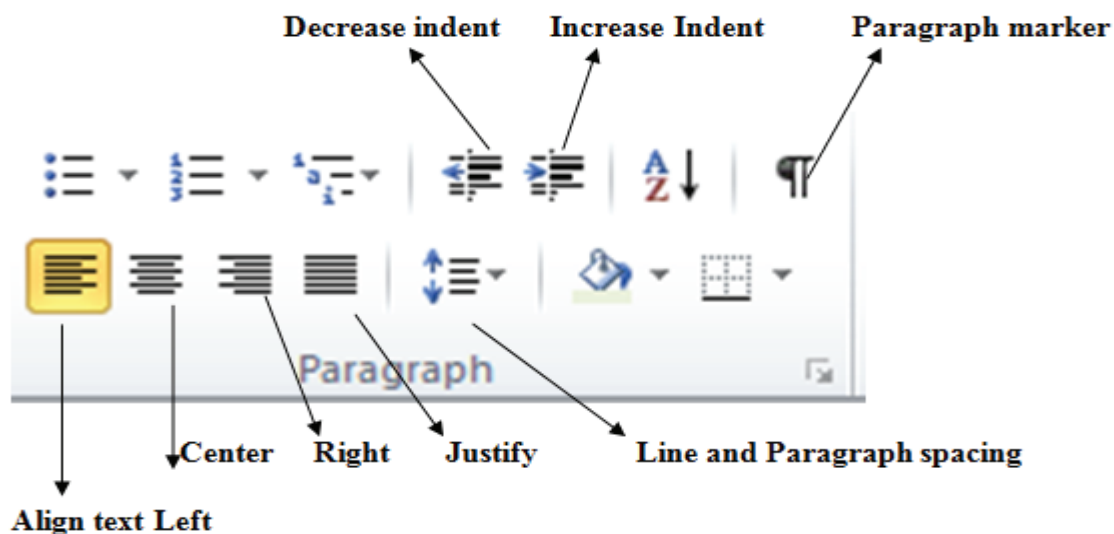 Decrease indent Increase Indent Paragraph marker
A
Z
¶
Paragraph
Center Right Justify Line and Paragraph spacing
Align text Left